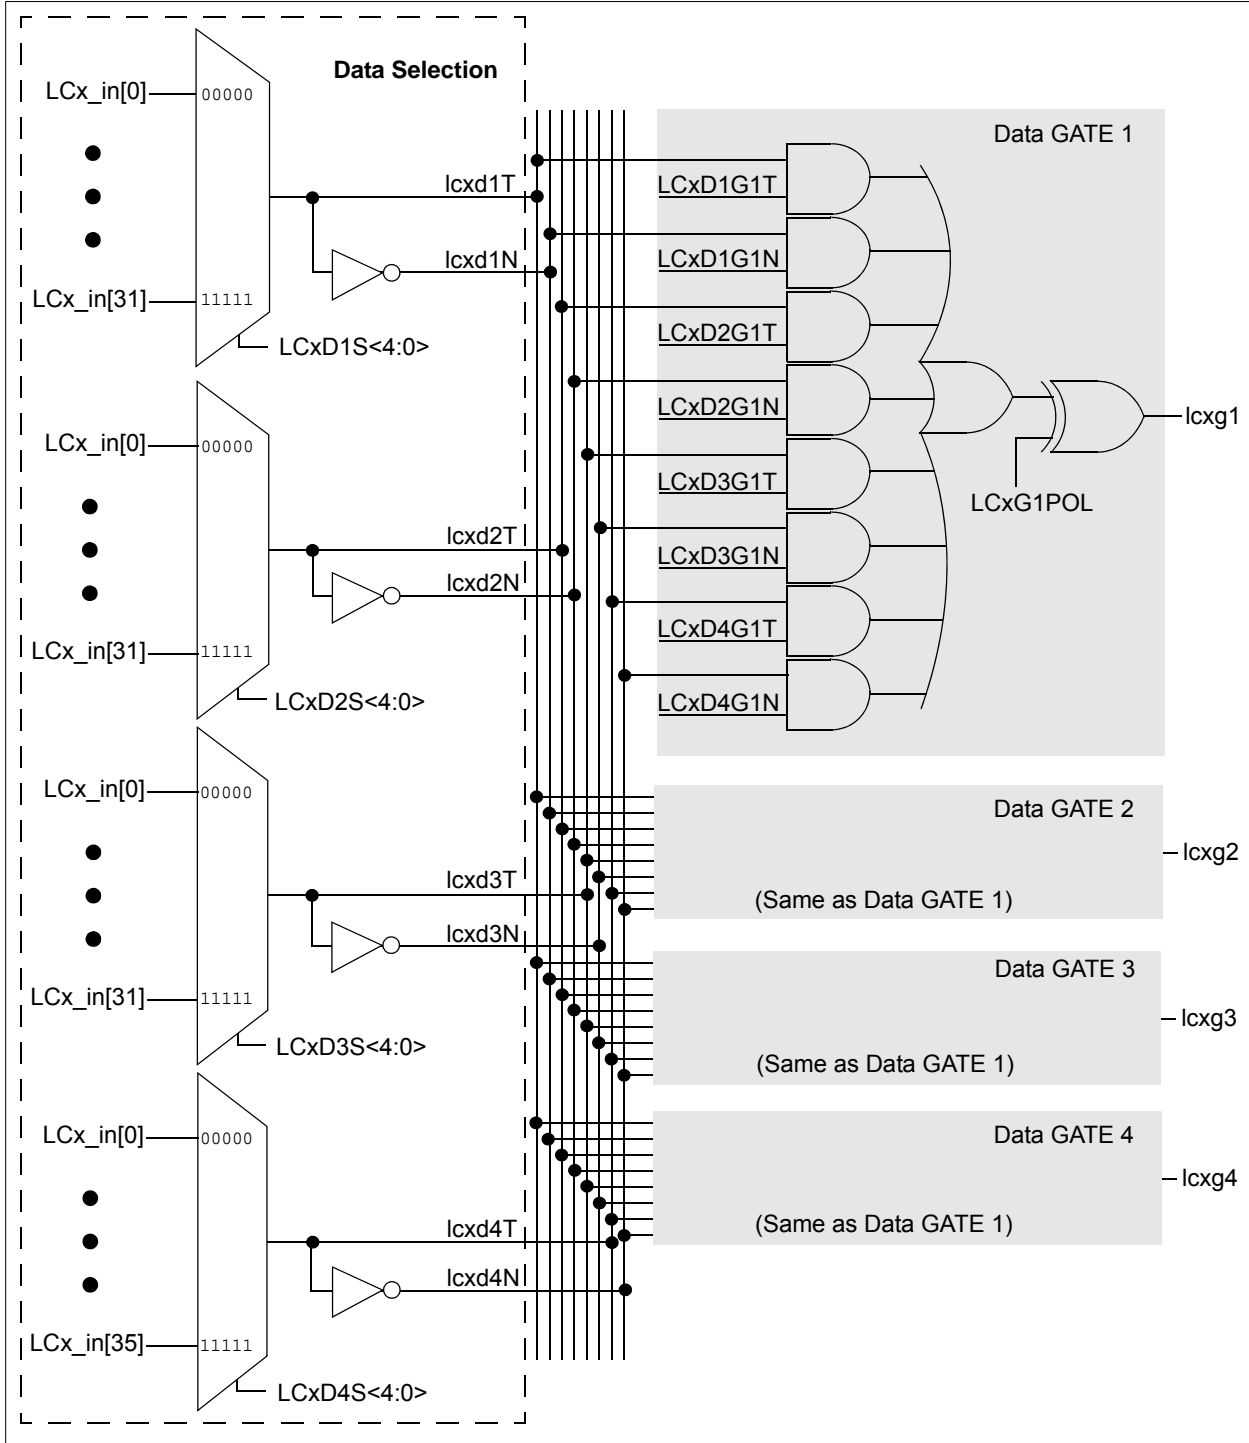 Data Selection
LCx_in[0]
00000
LCx_in[31]
11111
LCxD1S<4:0>
lcxd1T
lcxd1N
LCx_in[0]
00000
LCx_in[31]
11111
LCxD2S<4:0>
lcxd2T
lcxd2N
LCx_in[0]
00000
LCx_in[31]
11111
LCxD3S<4:0>
lcxd3T
lcxd3N
LCx_in[0]
00000
LCx_in[35]
11111
LCxD4S<4:0>
lcxd4T
lcxd4N
Data GATE 1
LCxD1G1T
LCxD1G1N
LCxD2G1T
LCxD2G1N
LCxD3G1T
LCxD3G1N
LCxD4G1T
LCxD4G1N
LCxG1POL
lcxg1
Data GATE 2
(Same as Data GATE 1)
lcxg2
Data GATE 3
(Same as Data GATE 1)
lcxg3
Data GATE 4
(Same as Data GATE 1)
lcxg4